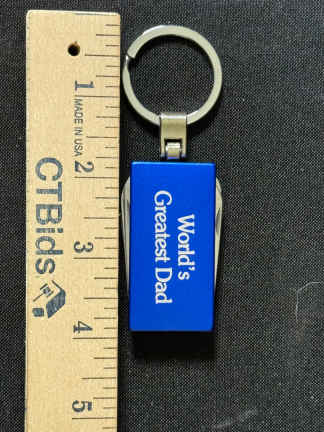 1
MADE IN USA
2
CTBids
3
4
5
World's
Greatest Dad